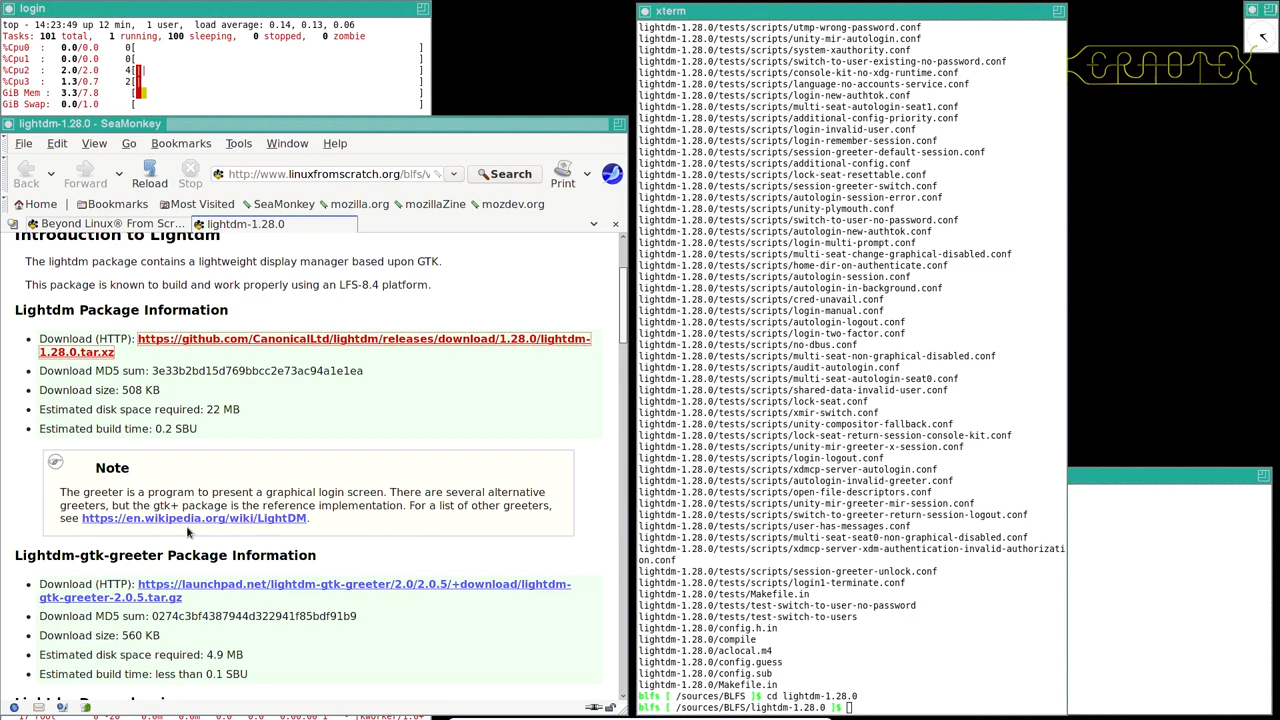 login
top - 14:23:49 up 12 min,  1 user,  load average: 0.14, 0.13, 0.06
Tasks: 101 total,   1 running, 100 sleeping,   0 stopped,   0 zombie
%Cpu0  :   0.0/0.0     0[                                                  ]
%Cpu1  :   0.0/0.0     0[                                                  ]
%Cpu2  :   2.0/2.0     4[||                                                ]
%Cpu3  :   1.3/0.7     2[|                                                 ]
GiB Mem :  3.3/7.8      [                                                  ]
GiB Swap:  0.0/1.0      [                                                  ]
lightdm-1.28.0 - SeaMonkey
File Edit View Go Bookmarks Tools Window Help
http://www.linuxfromscratch.org/blfs/v
Search
Back Forward Reload Stop Print
Home Bookmarks Most Visited SeaMonkey mozilla.org mozillaZine mozdev.org
Beyond Linux® From Scr... lightdm-1.28.0
Introduction to Lightdm
The lightdm package contains a lightweight display manager based upon GTK.
This package is known to build and work properly using an LFS-8.4 platform.
Lightdm Package Information
• Download (HTTP): https://github.com/CanonicalLtd/lightdm/releases/download/1.28.0/lightdm-
1.28.0.tar.xz
• Download MD5 sum: 3e33b2bd15d769bbcc2e73ac94a1e1ea
• Download size: 508 KB
• Estimated disk space required: 22 MB
• Estimated build time: 0.2 SBU
Note
The greeter is a program to present a graphical login screen. There are several alternative
greeters, but the gtk+ package is the reference implementation. For a list of other greeters,
see https://en.wikipedia.org/wiki/LightDM.
Lightdm-gtk-greeter Package Information
• Download (HTTP): https://launchpad.net/lightdm-gtk-greeter/2.0/2.0.5/+download/lightdm-
gtk-greeter-2.0.5.tar.gz
• Download MD5 sum: 0274c3bf4387944d322941f85bdf91b9
• Download size: 560 KB
• Estimated disk space required: 4.9 MB
• Estimated build time: less than 0.1 SBU
xterm
lightdm-1.28.0/tests/scripts/utmp-wrong-password.conf
lightdm-1.28.0/tests/scripts/unity-mir-autologin.conf
lightdm-1.28.0/tests/scripts/system-xauthority.conf
lightdm-1.28.0/tests/scripts/switch-to-user-existing-no-password.conf
lightdm-1.28.0/tests/scripts/console-kit-no-xdg-runtime.conf
lightdm-1.28.0/tests/scripts/language-no-accounts-service.conf
lightdm-1.28.0/tests/scripts/login-new-authtok.conf
lightdm-1.28.0/tests/scripts/multi-seat-autologin-seat1.conf
lightdm-1.28.0/tests/scripts/additional-config-priority.conf
lightdm-1.28.0/tests/scripts/login-invalid-user.conf
lightdm-1.28.0/tests/scripts/login-remember-session.conf
lightdm-1.28.0/tests/scripts/session-greeter-default-session.conf
lightdm-1.28.0/tests/scripts/additional-config.conf
lightdm-1.28.0/tests/scripts/lock-seat-resettable.conf
lightdm-1.28.0/tests/scripts/session-greeter-switch.conf
lightdm-1.28.0/tests/scripts/autologin-session-error.conf
lightdm-1.28.0/tests/scripts/unity-plymouth.conf
lightdm-1.28.0/tests/scripts/switch-to-user-no-password.conf
lightdm-1.28.0/tests/scripts/autologin-new-authtok.conf
lightdm-1.28.0/tests/scripts/login-multi-prompt.conf
lightdm-1.28.0/tests/scripts/multi-seat-change-graphical-disabled.conf
lightdm-1.28.0/tests/scripts/home-dir-on-authenticate.conf
lightdm-1.28.0/tests/scripts/autologin-session.conf
lightdm-1.28.0/tests/scripts/autologin-in-background.conf
lightdm-1.28.0/tests/scripts/cred-unavail.conf
lightdm-1.28.0/tests/scripts/login-manual.conf
lightdm-1.28.0/tests/scripts/autologin-logout.conf
lightdm-1.28.0/tests/scripts/login-two-factor.conf
lightdm-1.28.0/tests/scripts/no-dbus.conf
lightdm-1.28.0/tests/scripts/multi-seat-non-graphical-disabled.conf
lightdm-1.28.0/tests/scripts/audit-autologin.conf
lightdm-1.28.0/tests/scripts/multi-seat-autologin-seat0.conf
lightdm-1.28.0/tests/scripts/shared-data-invalid-user.conf
lightdm-1.28.0/tests/scripts/lock-seat.conf
lightdm-1.28.0/tests/scripts/xmir-switch.conf
lightdm-1.28.0/tests/scripts/unity-compositor-fallback.conf
lightdm-1.28.0/tests/scripts/lock-seat-return-session-console-kit.conf
lightdm-1.28.0/tests/scripts/unity-mir-greeter-x-session.conf
lightdm-1.28.0/tests/scripts/login-logout.conf
lightdm-1.28.0/tests/scripts/xdmcp-server-autologin.conf
lightdm-1.28.0/tests/scripts/autologin-invalid-greeter.conf
lightdm-1.28.0/tests/scripts/open-file-descriptors.conf
lightdm-1.28.0/tests/scripts/unity-mir-greeter-mir-session.conf
lightdm-1.28.0/tests/scripts/switch-to-greeter-return-session-logout.conf
lightdm-1.28.0/tests/scripts/user-has-messages.conf
lightdm-1.28.0/tests/scripts/multi-seat-seat0-non-graphical-disabled.conf
lightdm-1.28.0/tests/scripts/xdmcp-server-xdm-authentication-invalid-authorizati
on.conf
lightdm-1.28.0/tests/scripts/session-greeter-unlock.conf
lightdm-1.28.0/tests/scripts/login1-terminate.conf
lightdm-1.28.0/tests/Makefile.in
lightdm-1.28.0/tests/test-switch-to-user-no-password
lightdm-1.28.0/tests/test-switch-to-users
lightdm-1.28.0/config.h.in
lightdm-1.28.0/compile
lightdm-1.28.0/aclocal.m4
lightdm-1.28.0/config.guess
lightdm-1.28.0/config.sub
lightdm-1.28.0/Makefile.in
blfs [ /sources/BLFS ]$ cd lightdm-1.28.0
blfs [ /sources/BLFS/lightdm-1.28.0 ]$